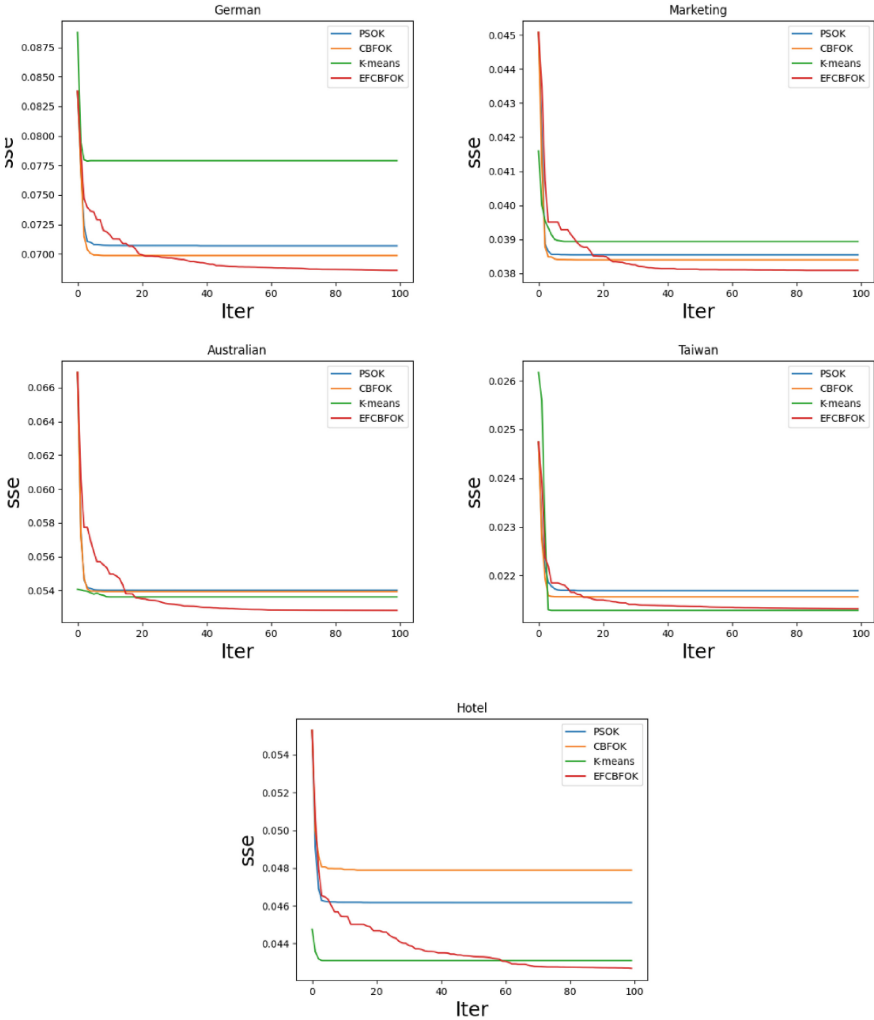 German
PSOK
CBFOK
K-means
EFCBFOK
0.0875
0.0850
0.0825
0.0800
0.0775
0.0750
0.0725
0.0700
sse
0 20 40 60 80 100
Iter
Marketing
PSOK
CBFOK
K-means
EFCBFOK
0.045
0.044
0.043
0.042
0.041
0.040
0.039
0.038
sse
0 20 40 60 80 100
Iter
Australian
PSOK
CBFOK
K-means
EFCBFOK
0.066
0.064
0.062
0.060
0.058
0.056
0.054
sse
0 20 40 60 80 100
Iter
Taiwan
PSOK
CBFOK
K-means
EFCBFOK
0.026
0.025
0.024
0.023
0.022
sse
0 20 40 60 80 100
Iter
Hotel
PSOK
CBFOK
K-means
EFCBFOK
0.054
0.052
0.050
0.048
0.046
0.044
sse
0 20 40 60 80 100
Iter